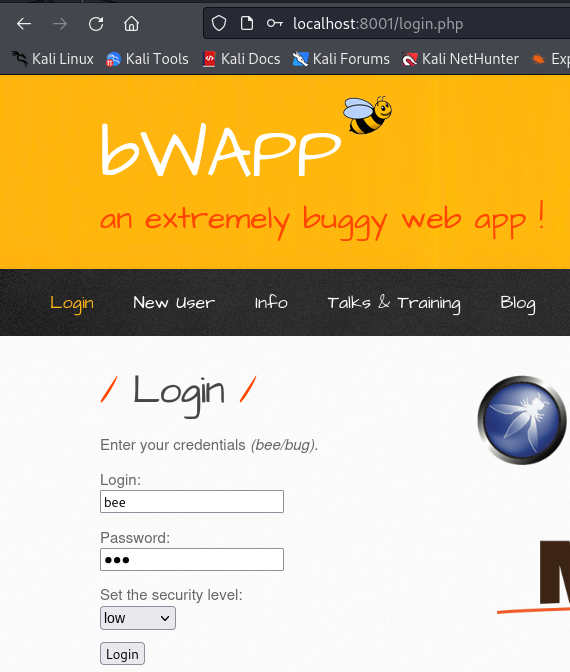 localhost:8001/login.php
Kali Linux Kali Tools Kali Docs Kali Forums Kali NetHunter
bWAPP
an extremely buggy web app !
Login New User Info Talks & Training Blog
/ Login /
Enter your credentials (bee/bug).
Login:
bee
Password:
●●●
Set the security level:
low
Login